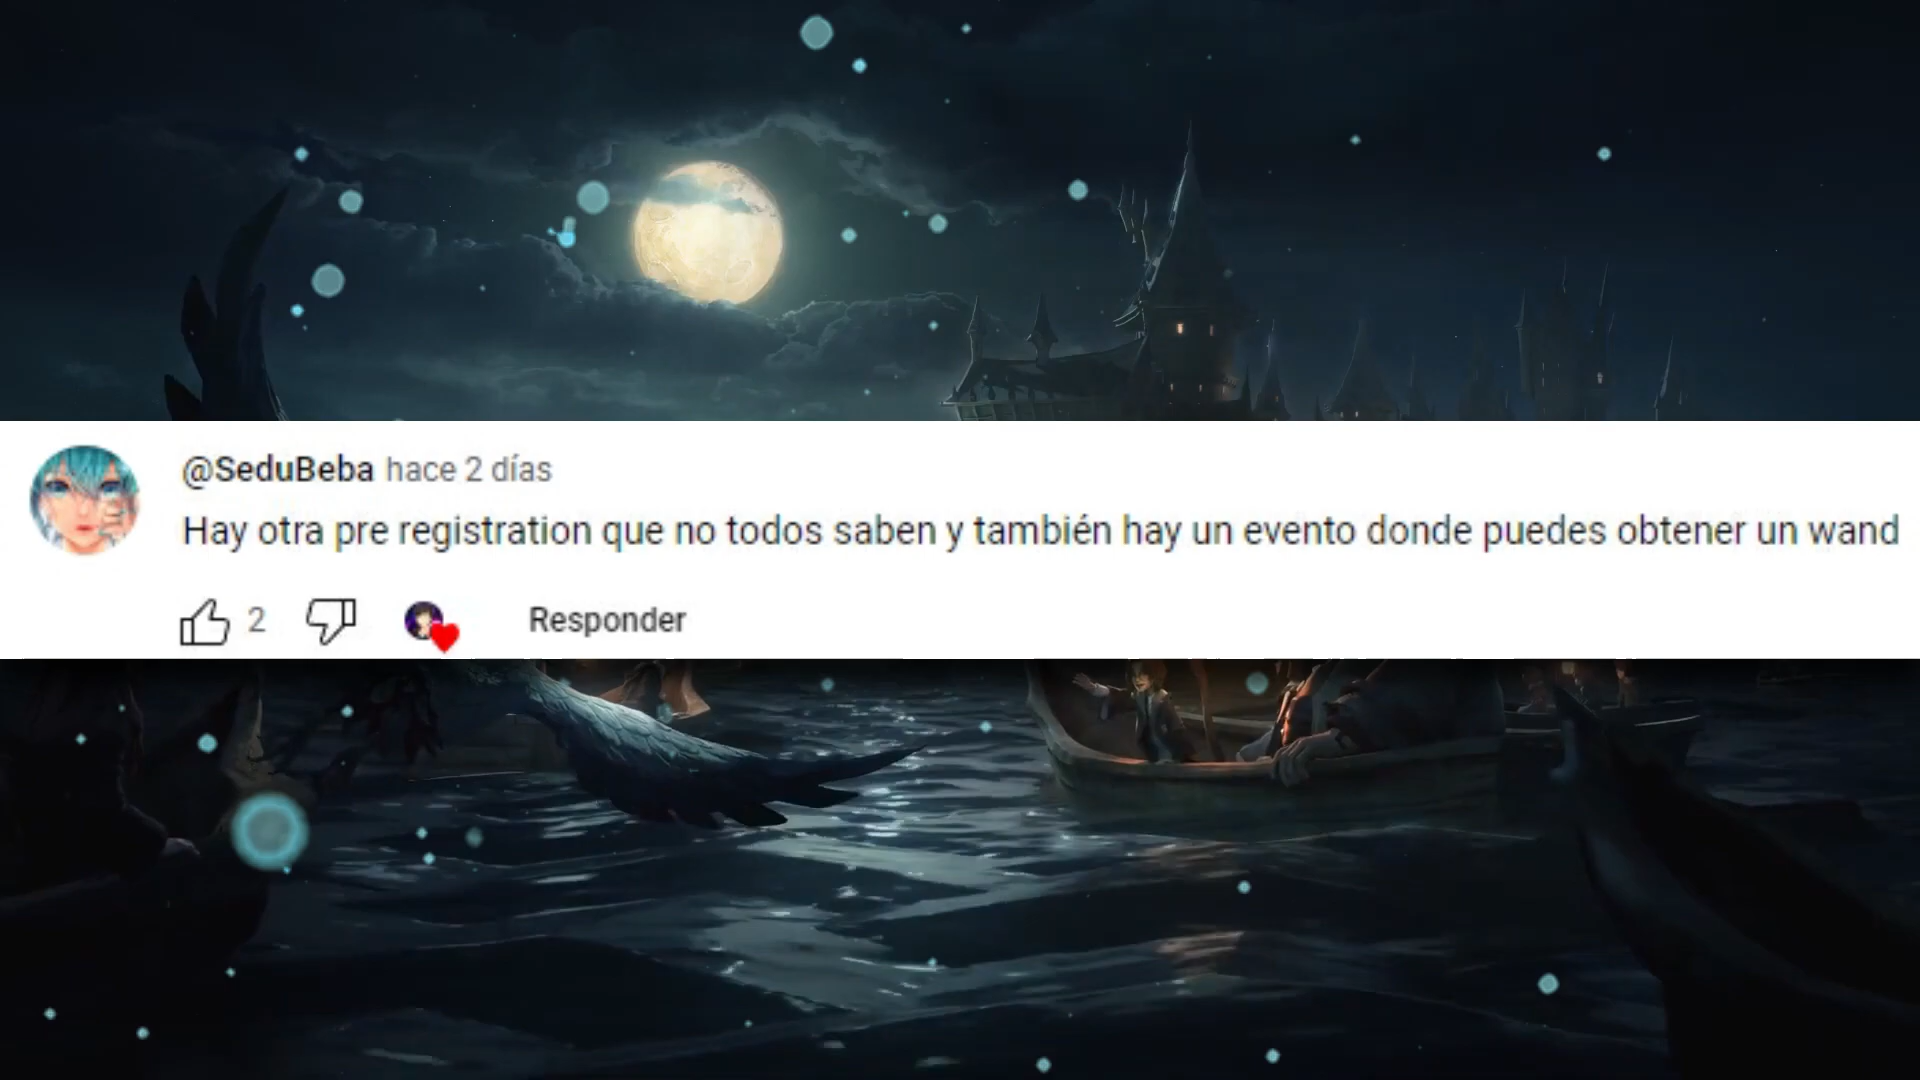 @SeduBeba hace 2 días
Hay otra pre registration que no todos saben y también hay un evento donde puedes obtener un wand
2 Responder